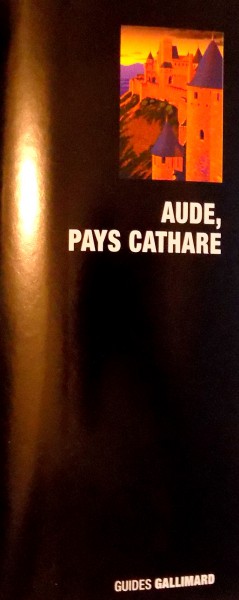 AUDE,
PAYS CATHARE
GUIDES GALLIMARD